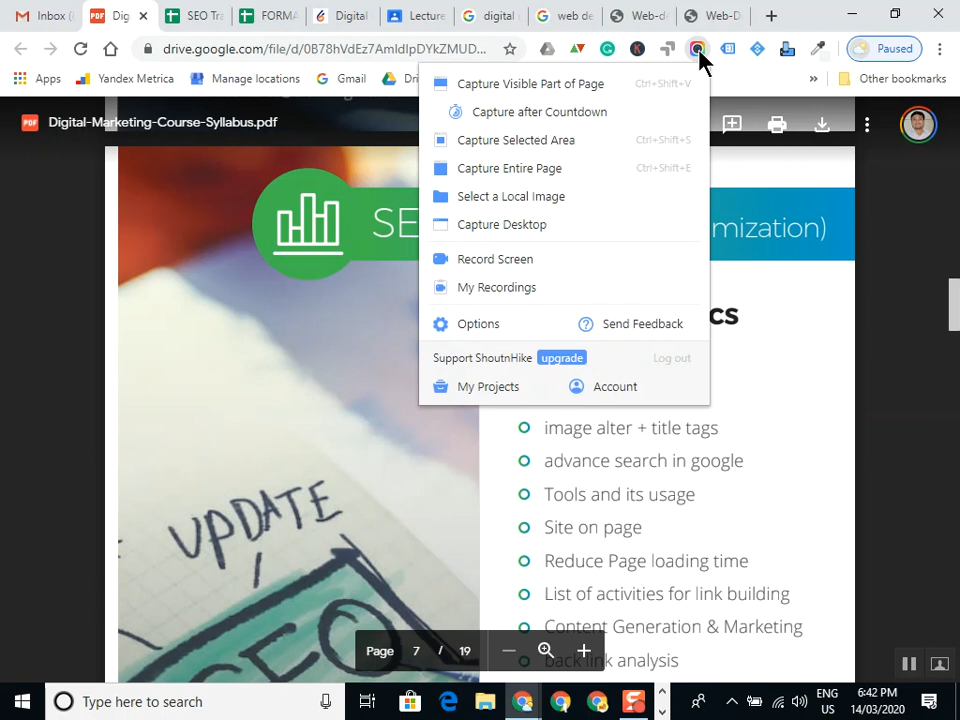 Inbox (
Dig
SEO Tra
FORMA
Digital
Lecture
digital
web de
Web-de
Web-D
drive.google.com/file/d/0B78hVdEz7AmIdlpDYkZMUD...
Paused
Apps
Yandex Metrica
Manage locations
Gmail
Dri
»
Other bookmarks
Digital-Marketing-Course-Syllabus.pdf
Capture Visible Part of Page Ctrl+Shift+V
Capture after Countdown
Capture Selected Area Ctrl+Shift+S
Capture Entire Page Ctrl+Shift+E
Select a Local Image
Capture Desktop
Record Screen
My Recordings
Options
Send Feedback
Support ShoutnHike upgrade Log out
My Projects
Account
SE
mization)
cs
image alter + title tags
advance search in google
Tools and its usage
Site on page
Reduce Page loading time
List of activities for link building
Content Generation & Marketing
back link analysis
UPDATE
SEO
Page 7 / 19
Type here to search
ENG
US
6:42 PM
14/03/2020